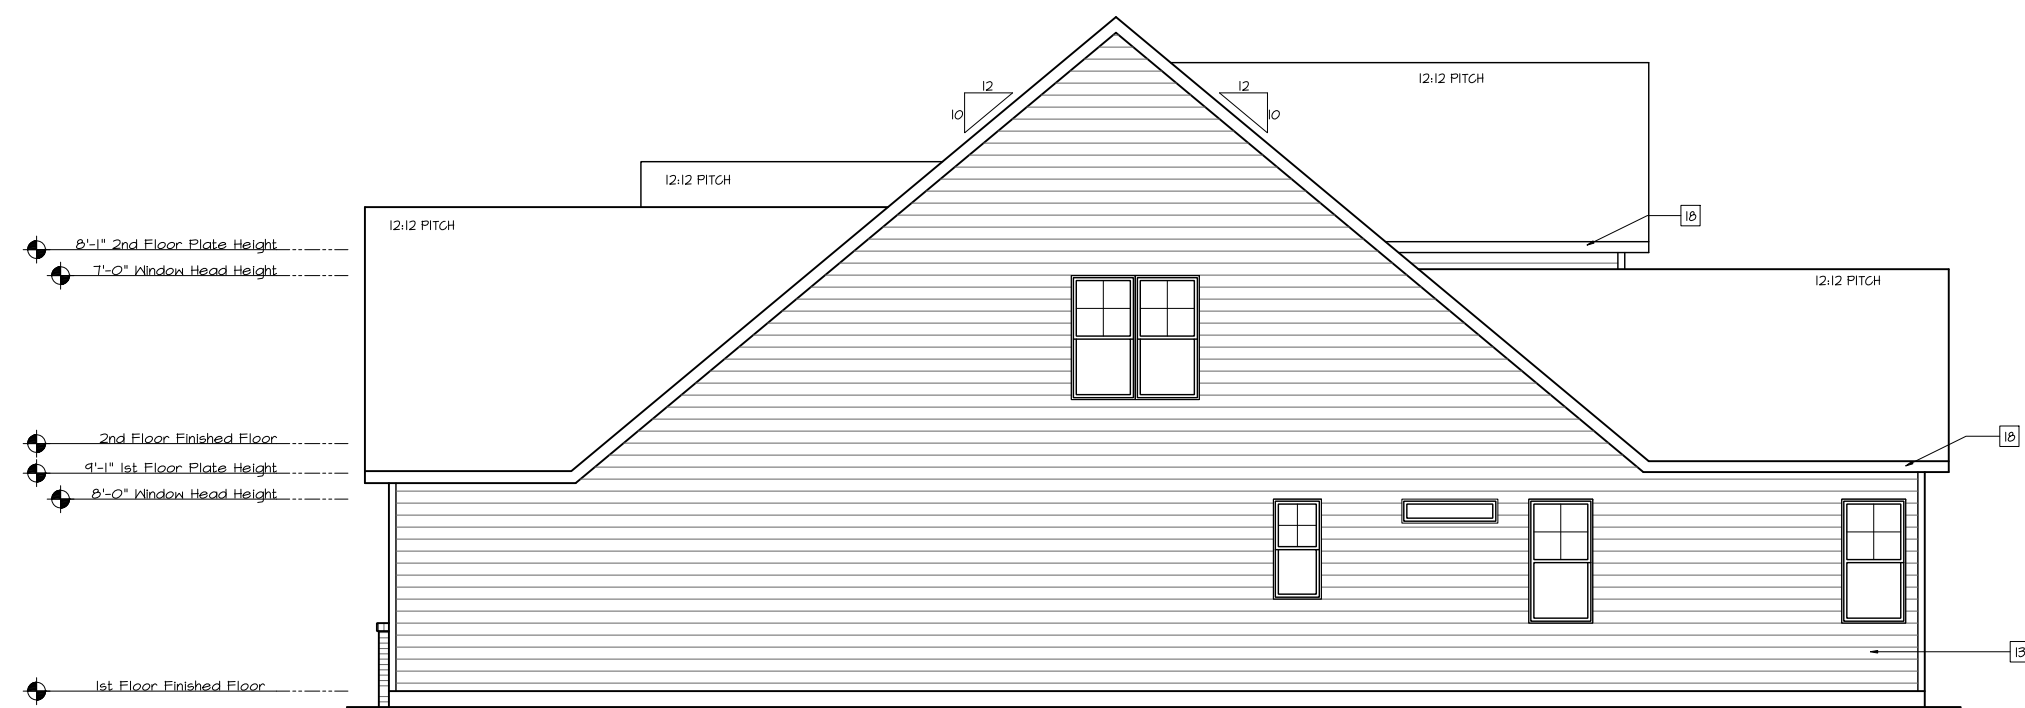 12:12 PITCH
12
10
12
10
12:12 PITCH
12:12 PITCH
18
8'-1" 2nd Floor Plate Height
7'-0" Window Head Height
12:12 PITCH
2nd Floor Finished Floor
18
9'-1" 1st Floor Plate Height
8'-0" Window Head Height
13
1st Floor Finished Floor